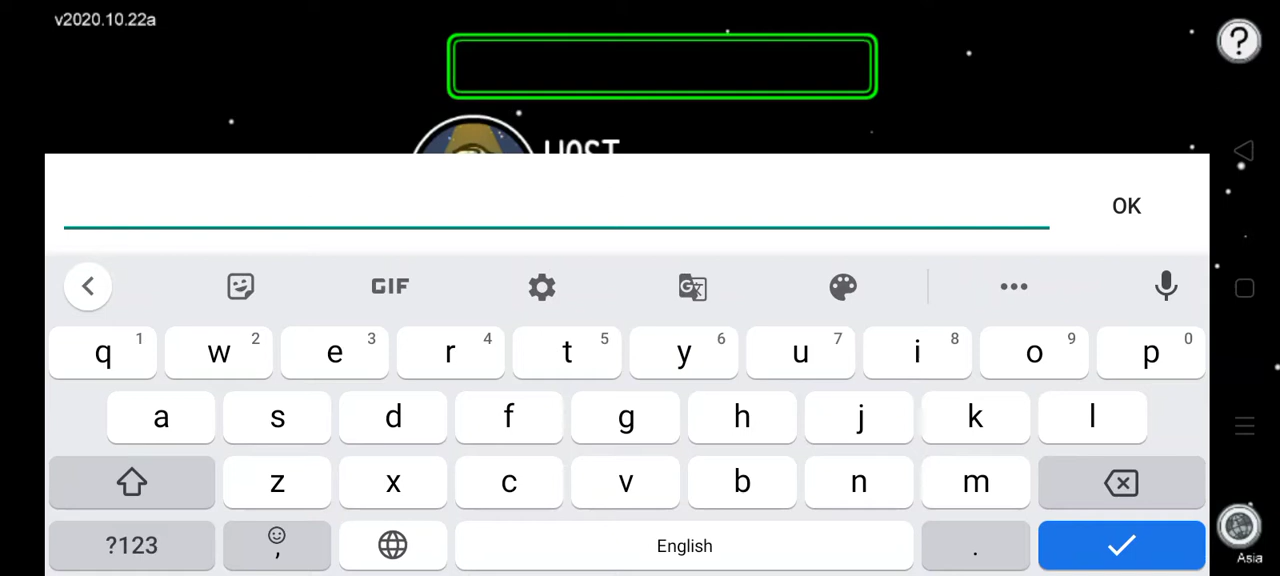 v2020.10.22a
?
HOST
OK
GIF
G
q 1 w 2 e 3 r 4 t 5 y 6 u 7 i 8 o 9 p 0
a s d f g h j k l
z x c v b n m
?123 , English .
Asia